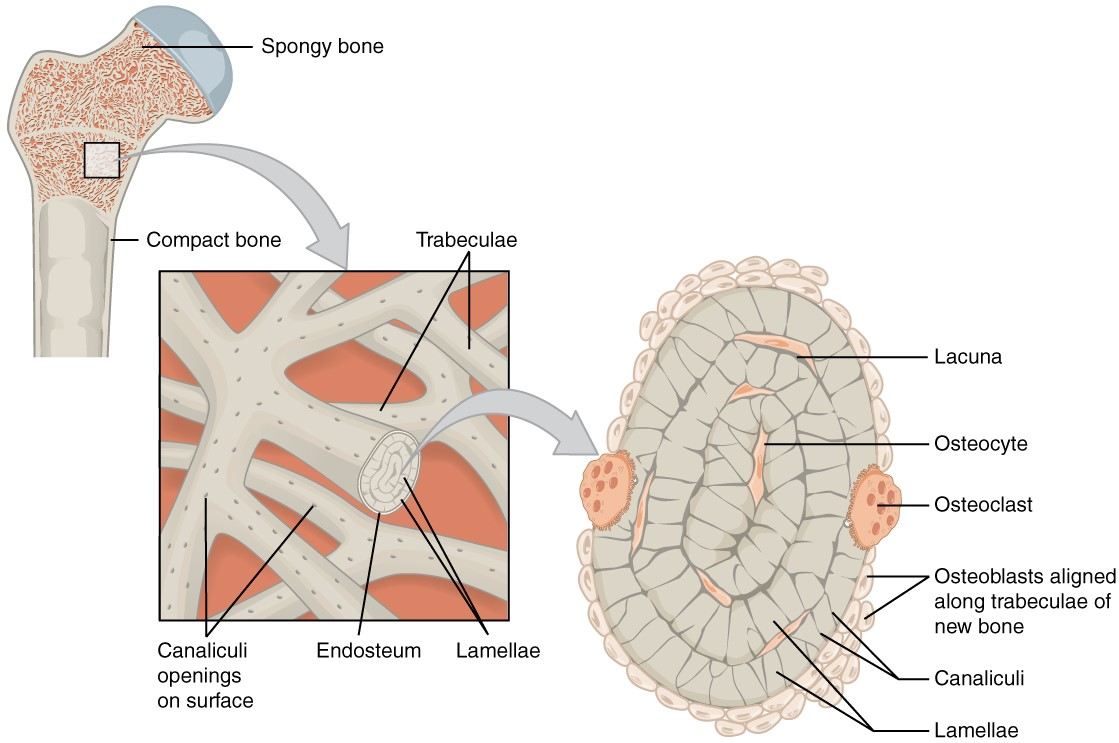 Spongy bone
Compact bone
Trabeculae
Canaliculi
openings
on surface
Endosteum
Lamellae
Lacuna
Osteocyte
Osteoclast
Osteoblasts aligned
along trabeculae of
new bone
Canaliculi
Lamellae